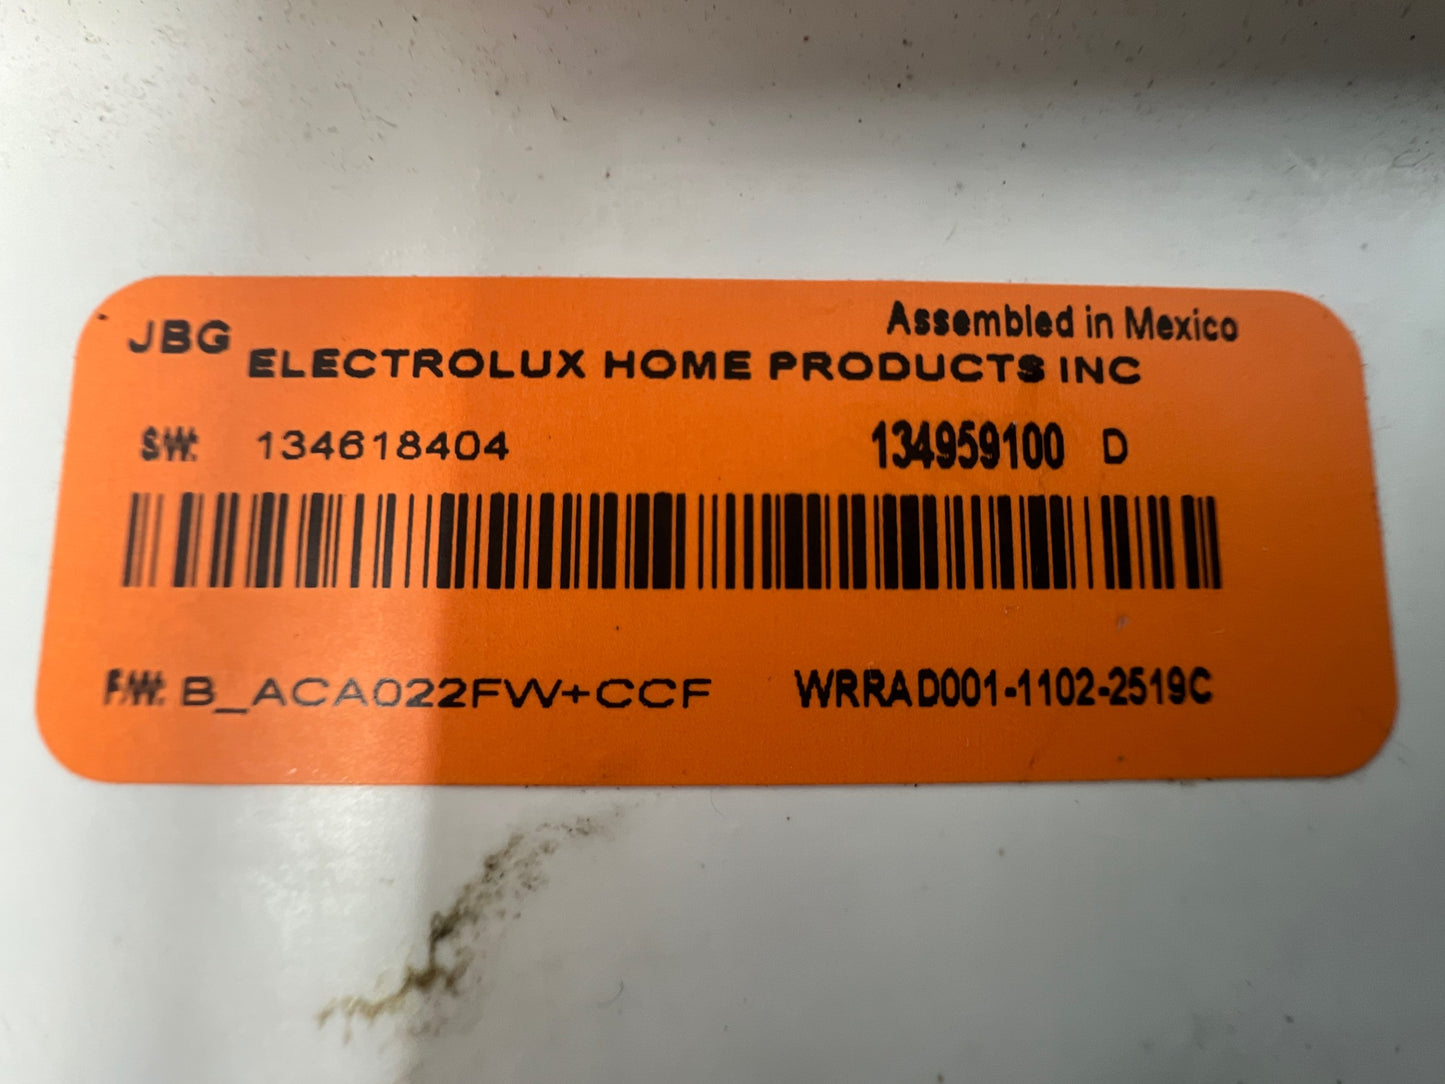 JBG
Assembled in Mexico
ELECTROLUX HOME PRODUCTS INC
S/W: 134618404 134959100 D
F/W: B_ACA022FW+CCF WRRAD001-1102-2519C